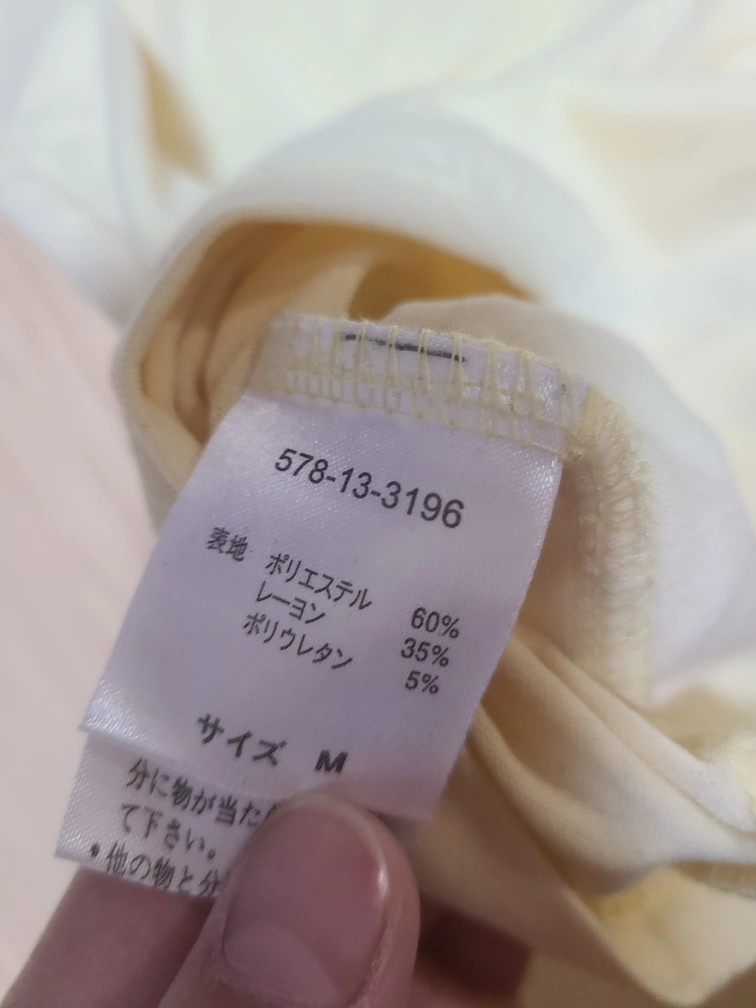 578-13-3196
表地 ポリエステル 60%
レーヨン 35%
ポリウレタン 5%
サイズ M
分に物が当た
て下さい。
*他の物と分